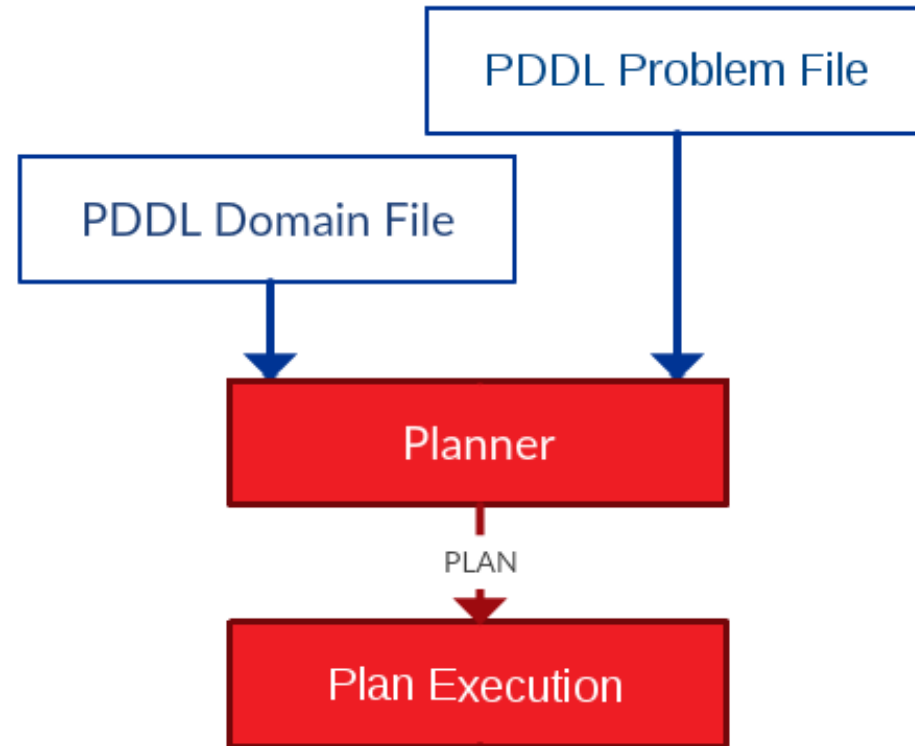 PDDL Problem File
PDDL Domain File
Planner
PLAN
Plan Execution